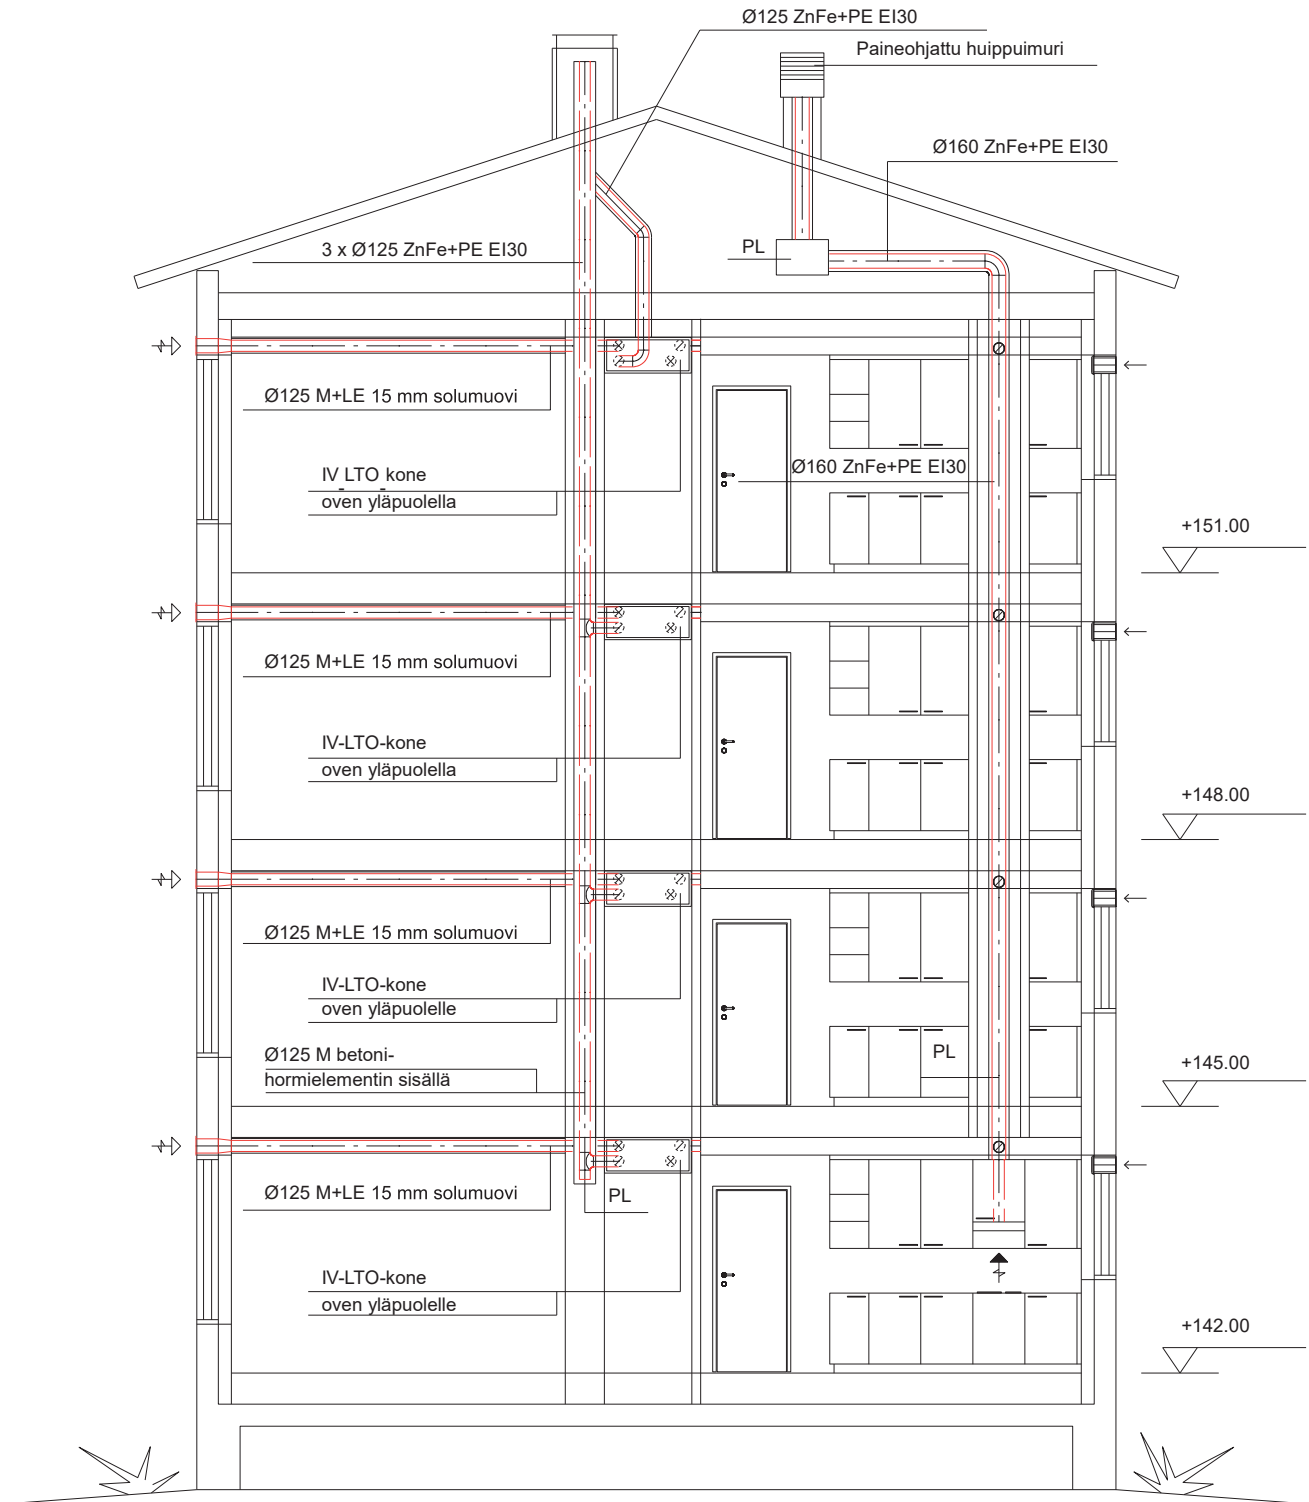 Ø125 ZnFe+PE EI30
Paineohjattu huippuimuri
Ø160 ZnFe+PE EI30
3 x Ø125 ZnFe+PE EI30
PL
Ø125 M+LE 15 mm solumuovi
IV LTO kone
oven yläpuolella
Ø160 ZnFe+PE EI30
+151.00
Ø125 M+LE 15 mm solumuovi
IV-LTO-kone
oven yläpuolella
+148.00
Ø125 M+LE 15 mm solumuovi
IV-LTO-kone
oven yläpuolelle
Ø125 M betoni-
hormielementin sisällä
PL
+145.00
Ø125 M+LE 15 mm solumuovi
PL
IV-LTO-kone
oven yläpuolelle
+142.00